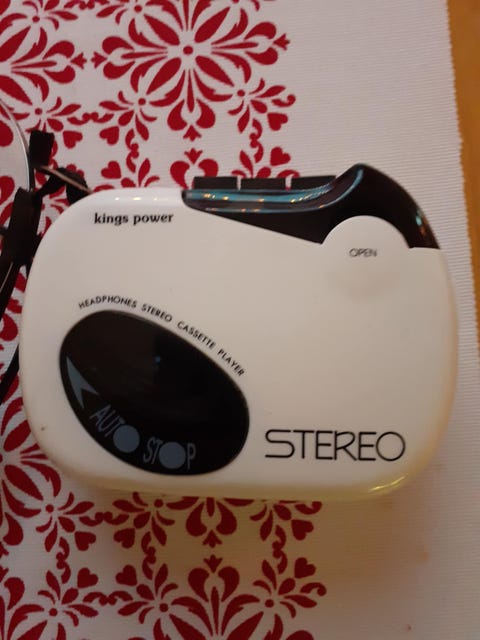 kings power
OPEN
HEADPHONES STEREO CASSETTE PLAYER
AUTO STOP
STEREO